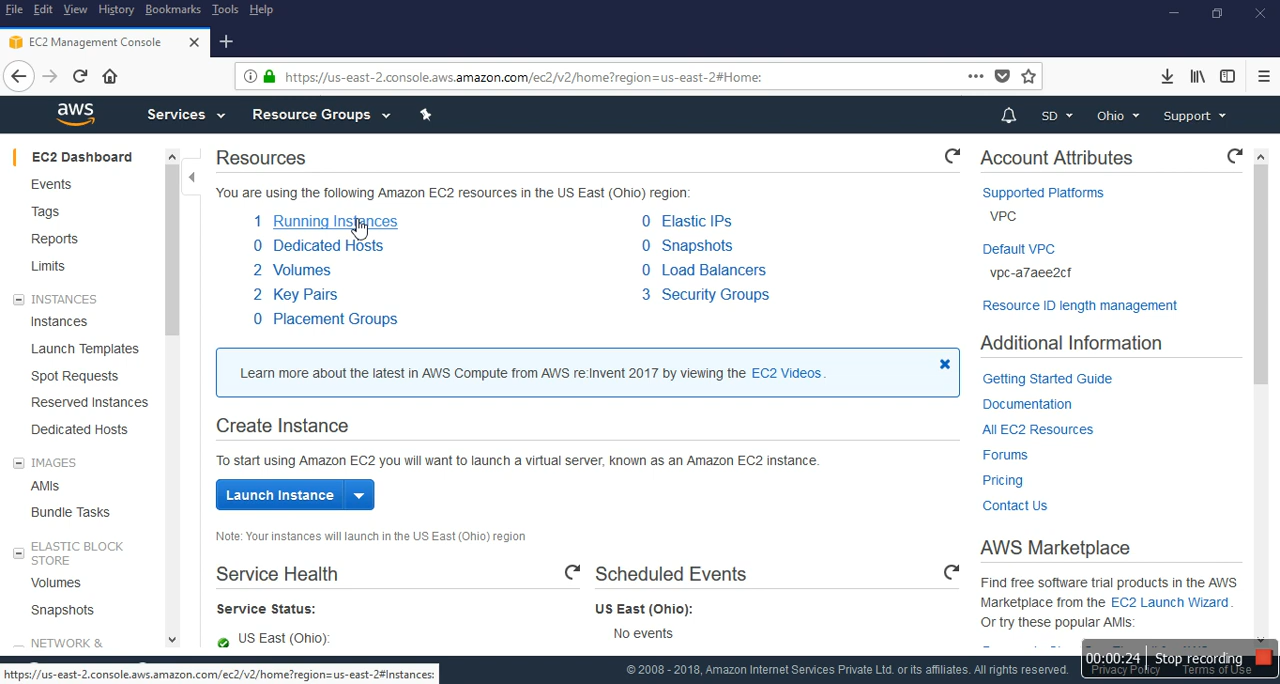 File Edit View History Bookmarks Tools Help
EC2 Management Console
https://us-east-2.console.aws.amazon.com/ec2/v2/home?region=us-east-2#Home:
aws Services Resource Groups SD Ohio Support
EC2 Dashboard
Events
Tags
Reports
Limits
INSTANCES
Instances
Launch Templates
Spot Requests
Reserved Instances
Dedicated Hosts
IMAGES
AMIs
Bundle Tasks
ELASTIC BLOCK
STORE
Volumes
Snapshots
NETWORK &
Resources
You are using the following Amazon EC2 resources in the US East (Ohio) region:
1 Running Instances
0 Dedicated Hosts
2 Volumes
2 Key Pairs
0 Placement Groups
0 Elastic IPs
0 Snapshots
0 Load Balancers
3 Security Groups
Learn more about the latest in AWS Compute from AWS re:Invent 2017 by viewing the EC2 Videos.
Create Instance
To start using Amazon EC2 you will want to launch a virtual server, known as an Amazon EC2 instance.
Launch Instance
Note: Your instances will launch in the US East (Ohio) region
Service Health
Service Status:
US East (Ohio):
Scheduled Events
US East (Ohio):
No events
Account Attributes
Supported Platforms
VPC
Default VPC
vpc-a7aee2cf
Resource ID length management
Additional Information
Getting Started Guide
Documentation
All EC2 Resources
Forums
Pricing
Contact Us
AWS Marketplace
Find free software trial products in the AWS
Marketplace from the EC2 Launch Wizard.
Or try these popular AMIs:
00:00:24 Stop recording
https://us-east-2.console.aws.amazon.com/ec2/v2/home?region=us-east-2#Instances:
© 2008 - 2018, Amazon Internet Services Private Ltd. or its affiliates. All rights reserved. Privacy Policy Terms of Use